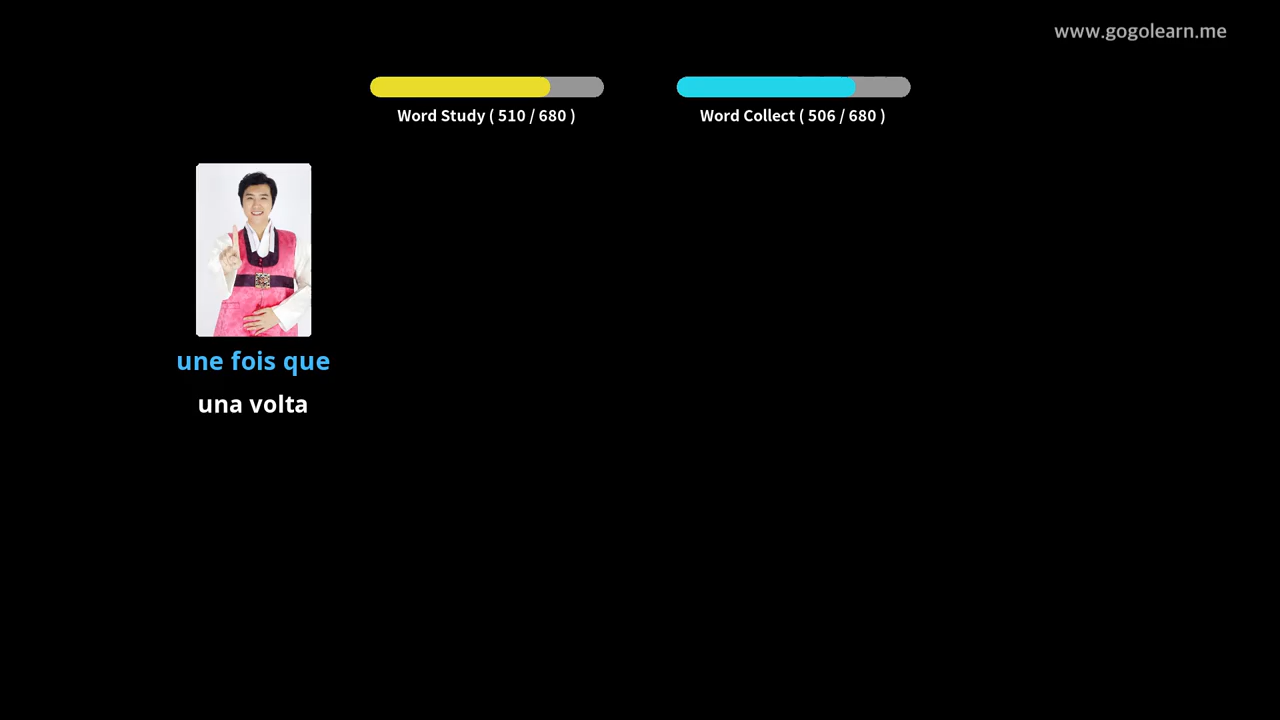 www.gogolearn.me
Word Study ( 510 / 680 )
Word Collect ( 506 / 680 )
une fois que
una volta